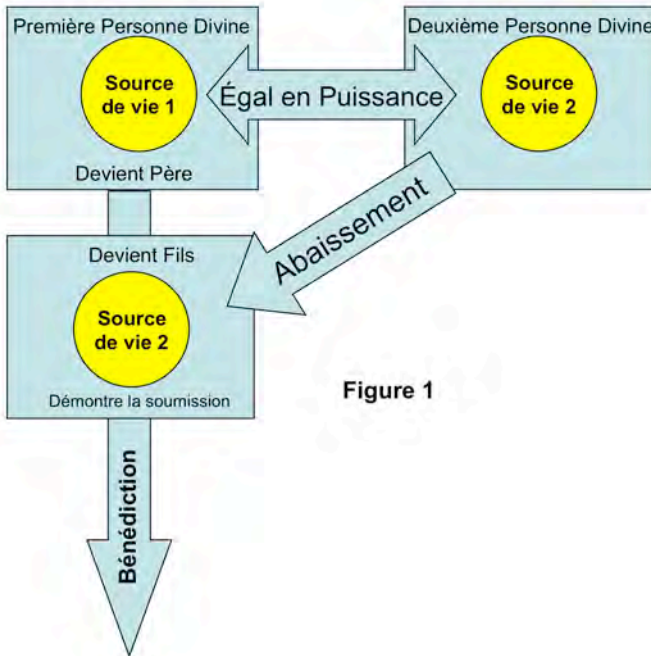 Première Personne Divine
Source
de vie 1
Devient Père
Égal en Puissance
Deuxième Personne Divine
Source
de vie 2
Abaissement
Devient Fils
Source
de vie 2
Démontre la soumission
Figure 1
Bénédiction